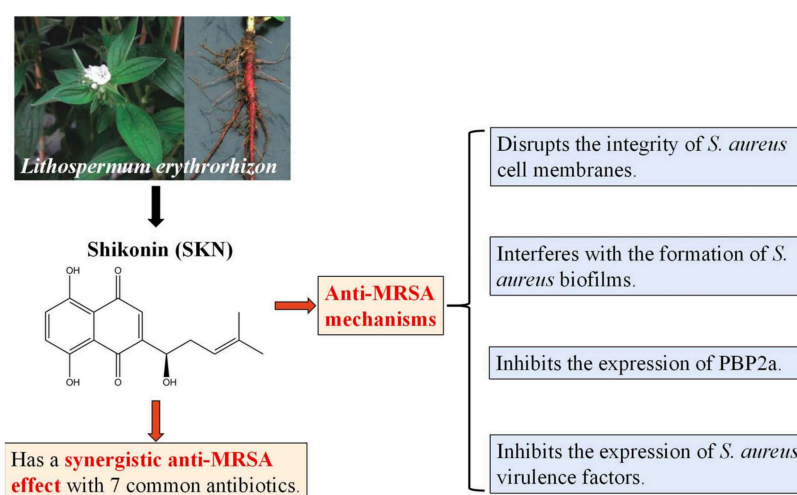 Lithospermum erythrorhizon
Shikonin (SKN)
OH
O
OH
O
OH
Anti-MRSA
mechanisms
Has a synergistic anti-MRSA
effect with 7 common antibiotics.
Disrupts the integrity of S. aureus
cell membranes.
Interferes with the formation of S.
aureus biofilms.
Inhibits the expression of PBP2a.
Inhibits the expression of S. aureus
virulence factors.